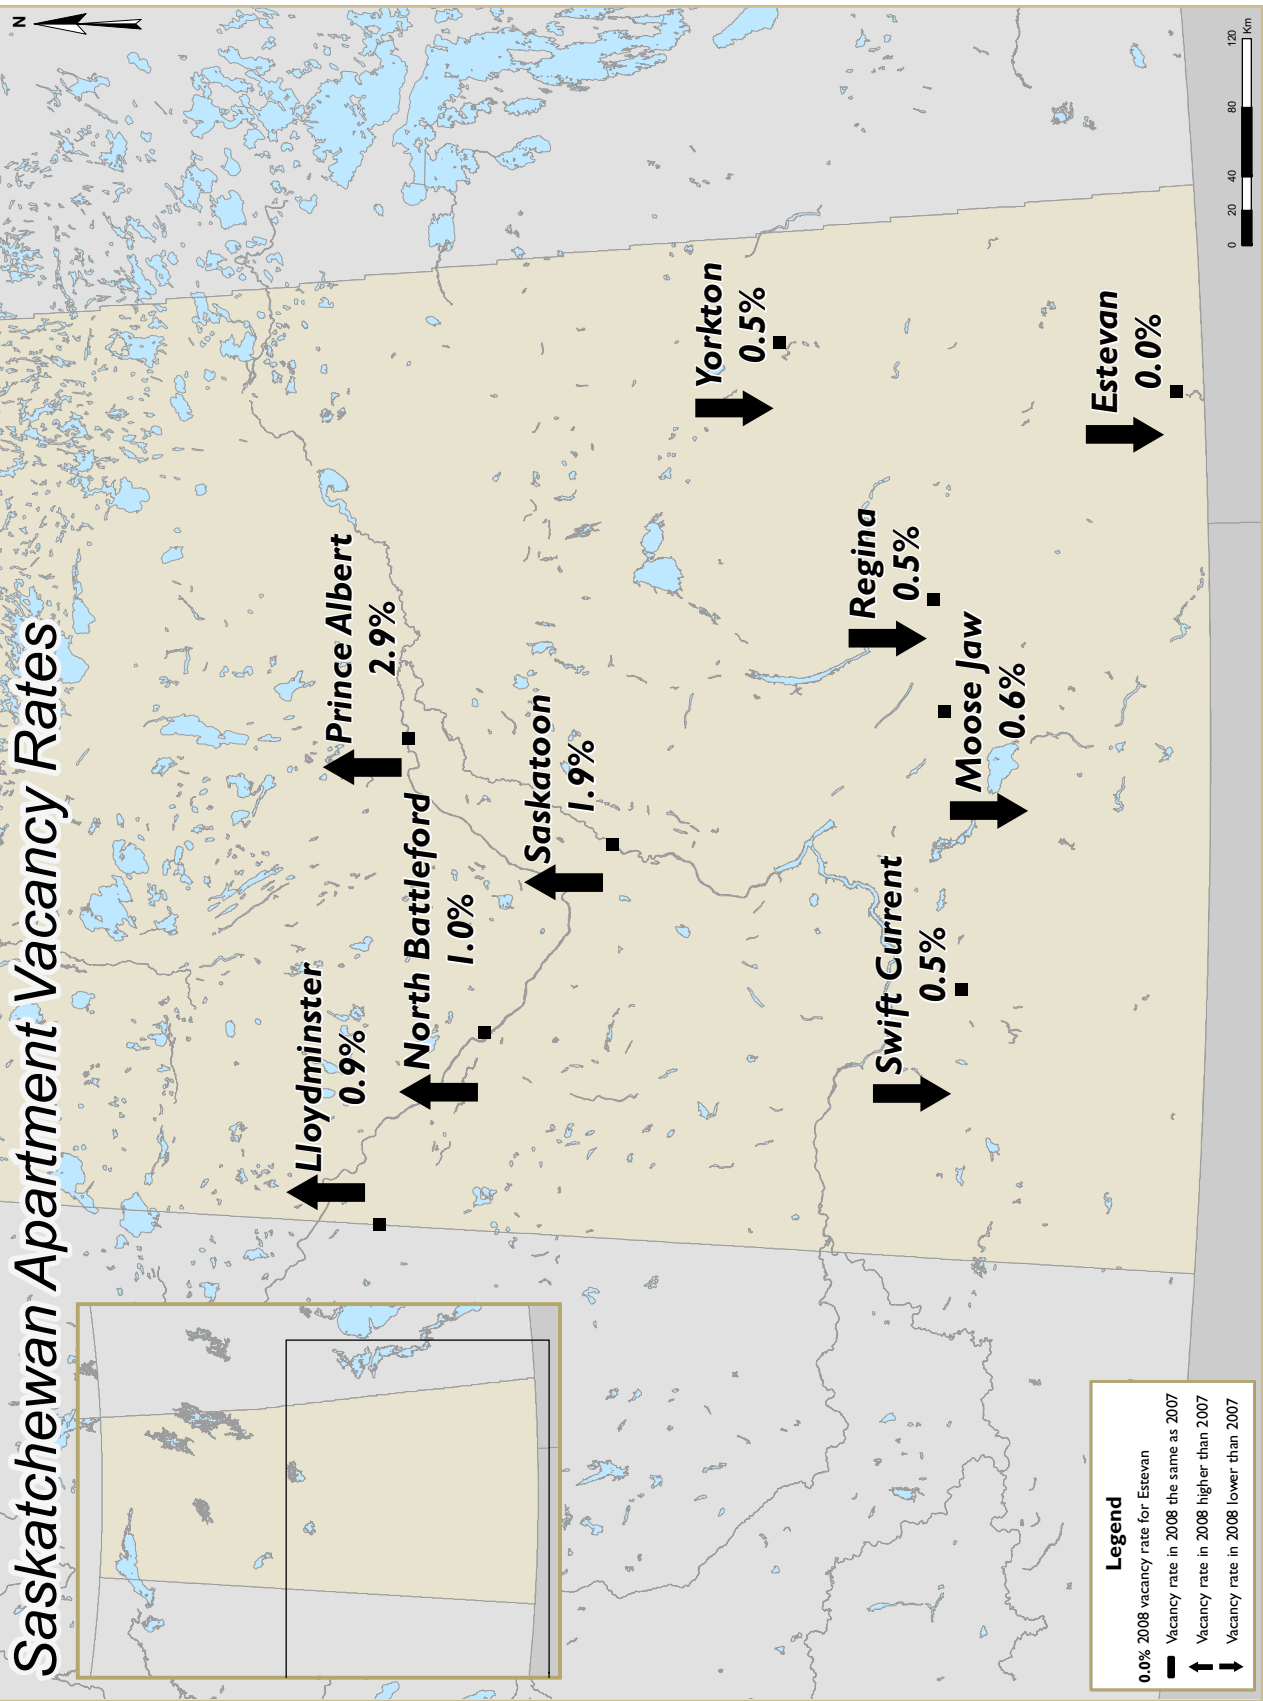 Saskatchewan Apartment Vacancy Rates
N
Lloydminster
0.9%
North Battleford
1.0%
Prince Albert
2.9%
Saskatoon
1.9%
Yorkton
0.5%
Regina
0.5%
Moose Jaw
0.6%
Swift Current
0.5%
Estevan
0.0%
Legend
0.0% 2008 vacancy rate for Estevan
Vacancy rate in 2008 the same as 2007
Vacancy rate in 2008 higher than 2007
Vacancy rate in 2008 lower than 2007
0 20 40 80 120
Km